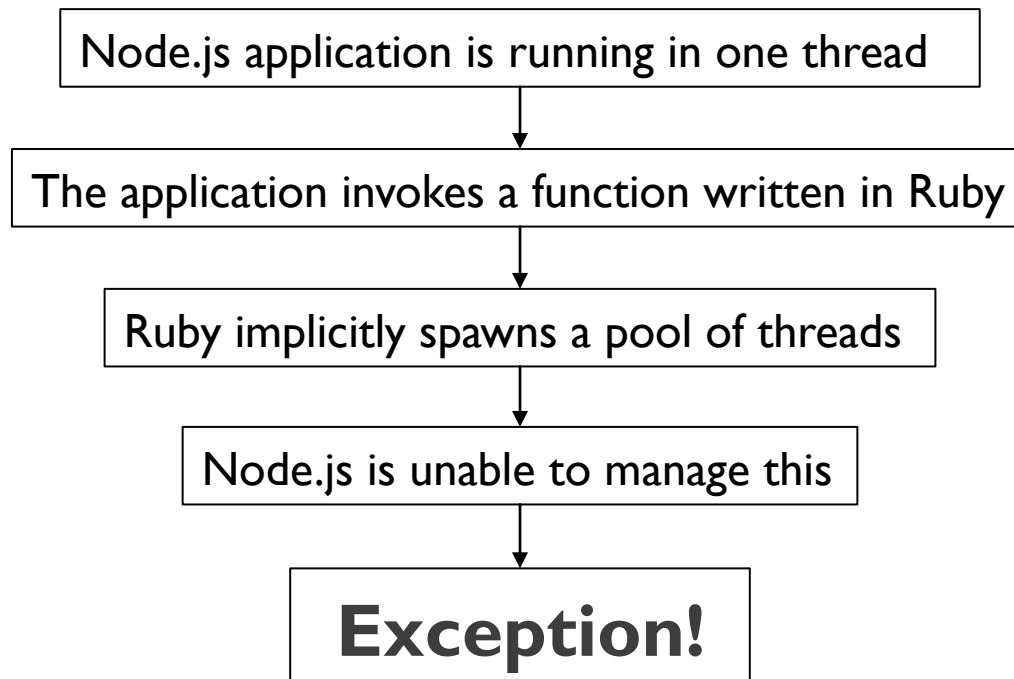 Node.js application is running in one thread
The application invokes a function written in Ruby
Ruby implicitly spawns a pool of threads
Node.js is unable to manage this
Exception!